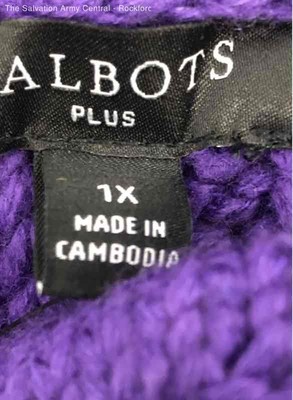 The Salvation Army Central - Rockforc
ALBOTS
PLUS
1X
MADE IN
CAMBODIA